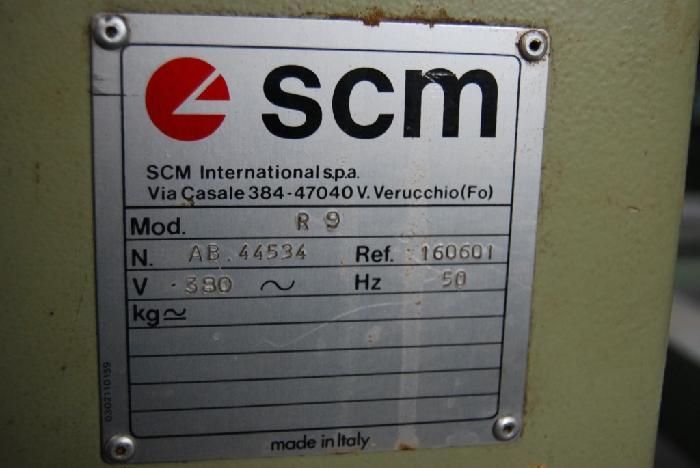 scm
SCM International s.p.a.
Via Casale 384-47040 V. Verucchio (Fo)
Mod. R 9
N. AB.44534 Ref. 160601
V 380 ~ Hz 50
kg≃
0302110159
made in Italy